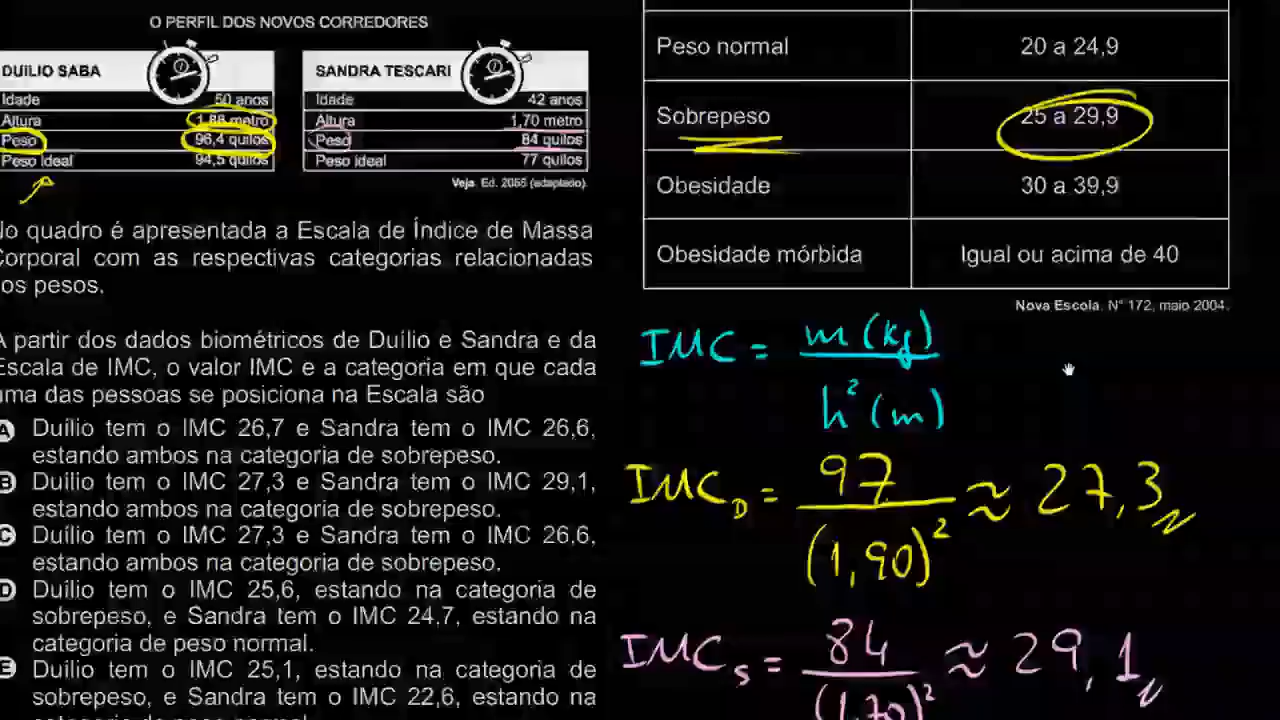 O PERFIL DOS NOVOS CORREDORES
DUÍLIO SABA
Idade 50 anos
Altura 1,88 metro
Peso 96,4 quilos
Peso ideal 94,5 quilos
SANDRA TESCARI
Idade 42 anos
Altura 1,70 metro
Peso 84 quilos
Peso ideal 77 quilos
Veja. Ed. 2055 (adaptado).
No quadro é apresentada a Escala de Índice de Massa
Corporal com as respectivas categorias relacionadas
os pesos.
A partir dos dados biométricos de Duílio e Sandra e da
Escala de IMC, o valor IMC e a categoria em que cada
uma das pessoas se posiciona na Escala são
A Duílio tem o IMC 26,7 e Sandra tem o IMC 26,6,
estando ambos na categoria de sobrepeso.
B Duílio tem o IMC 27,3 e Sandra tem o IMC 29,1,
estando ambos na categoria de sobrepeso.
C Duílio tem o IMC 27,3 e Sandra tem o IMC 26,6,
estando ambos na categoria de sobrepeso.
D Duílio tem o IMC 25,6, estando na categoria de
sobrepeso, e Sandra tem o IMC 24,7, estando na
categoria de peso normal.
E Duílio tem o IMC 25,1, estando na categoria de
sobrepeso, e Sandra tem o IMC 22,6, estando na
Peso normal 20 a 24,9
Sobrepeso 25 a 29,9
Obesidade 30 a 39,9
Obesidade mórbida Igual ou acima de 40
Nova Escola. N° 172, maio 2004.
IMC = m (kg)
h² (m)
IMC D = 97 ≈ 27,3
(1,90)²
IMC S = 84 ≈ 29,1
(1,70)²